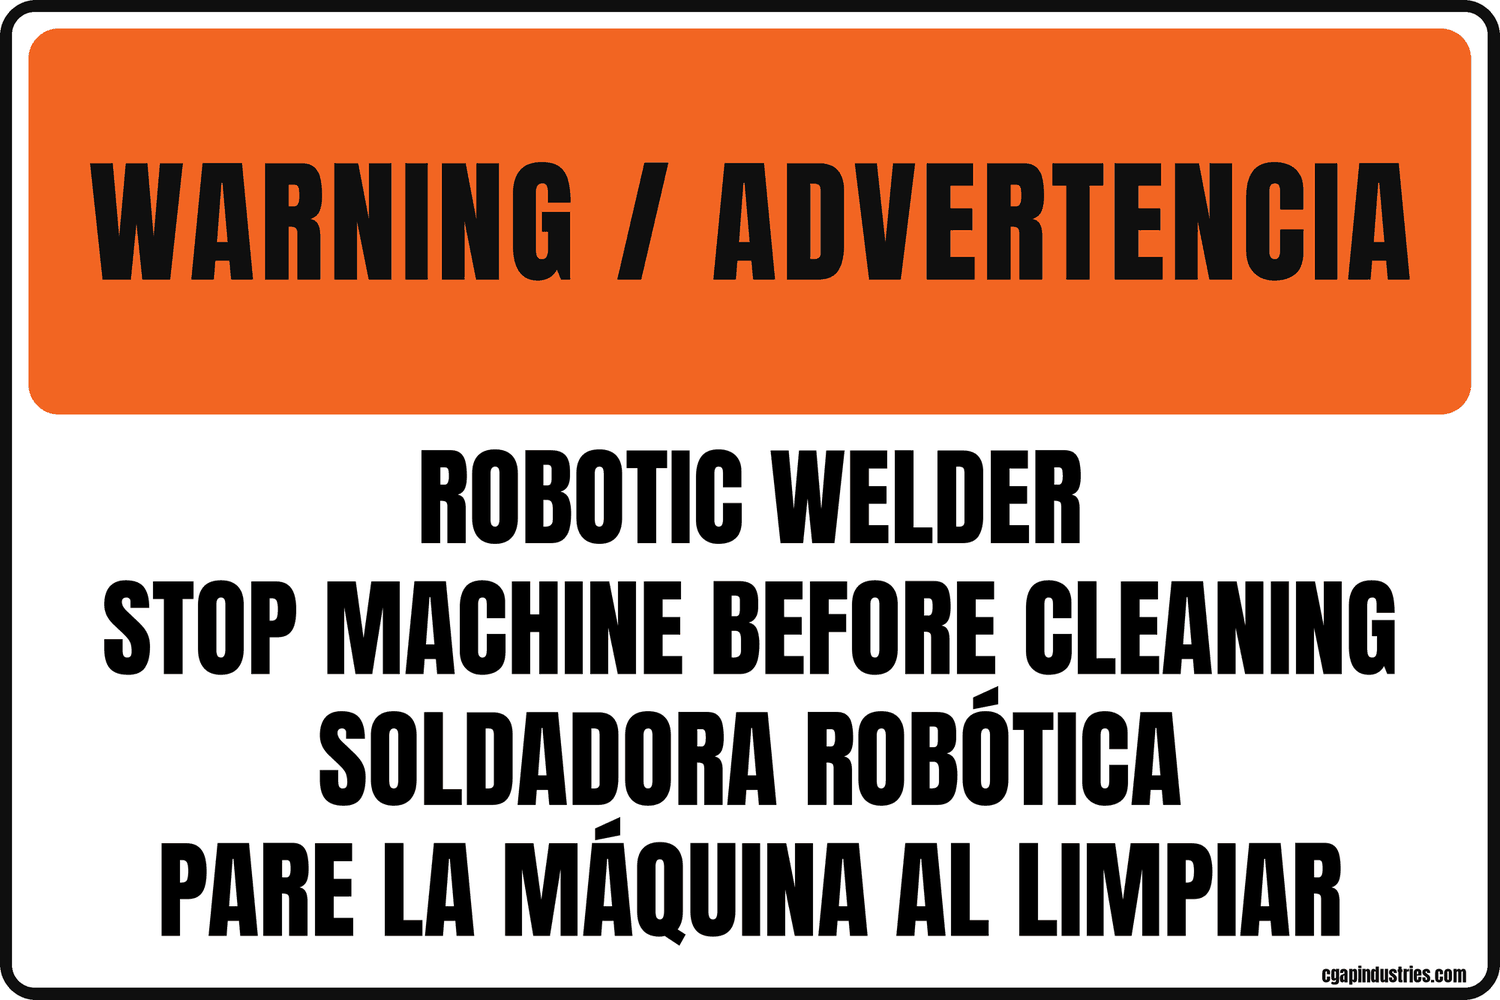 WARNING / ADVERTENCIA
ROBOTIC WELDER
STOP MACHINE BEFORE CLEANING
SOLDADORA ROBÓTICA
PARE LA MÁQUINA AL LIMPIAR
cgapindustries.com